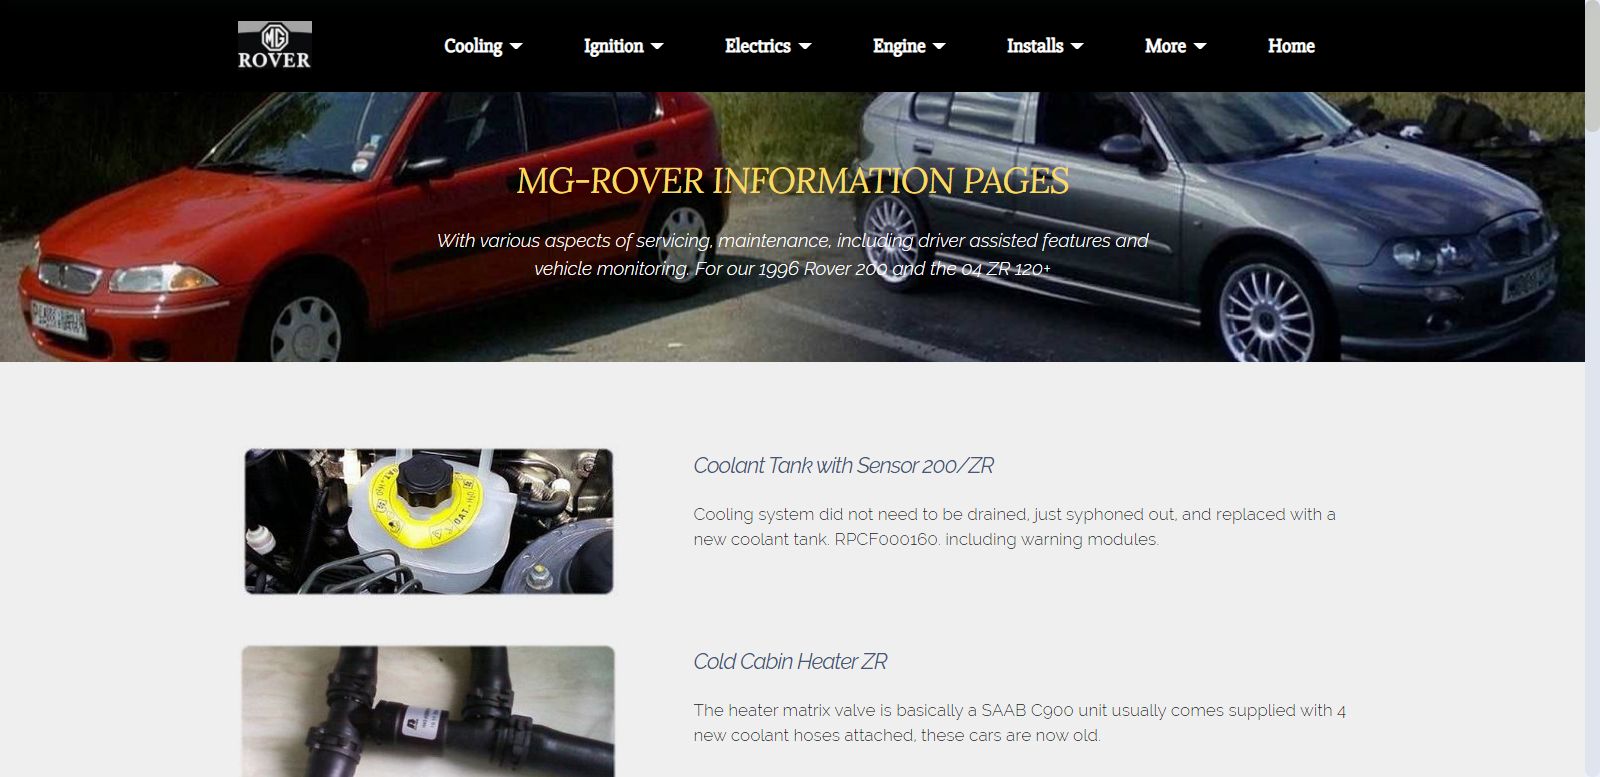 MG
ROVER
Cooling
Ignition
Electrics
Engine
Installs
More
Home
MG-ROVER INFORMATION PAGES
With various aspects of servicing, maintenance, including driver assisted features and
vehicle monitoring. For our 1996 Rover 200 and the 04 ZR 120+
Coolant Tank with Sensor 200/ZR
Cooling system did not need to be drained, just syphoned out, and replaced with a
new coolant tank. RPCF000160. including warning modules.
OAT
OAT
Cold Cabin Heater ZR
The heater matrix valve is basically a SAAB C900 unit usually comes supplied with 4
new coolant hoses attached, these cars are now old.